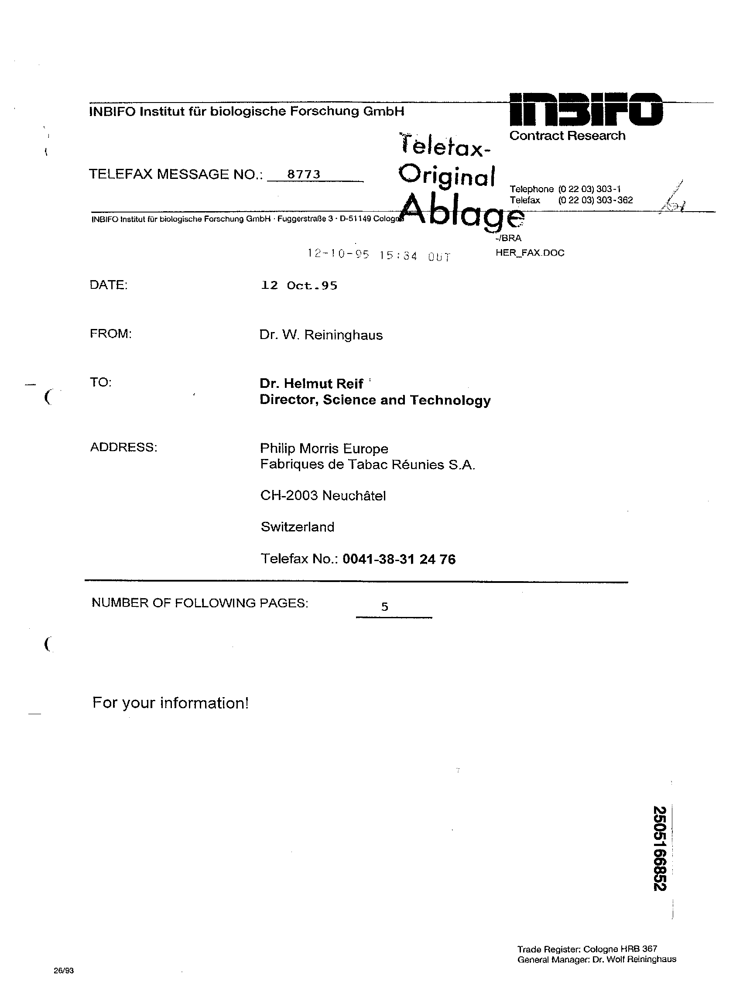 INBIFO Institut für biologische Forschung GmbH
INBIFO
Contract Research
Telefax-
Original
Ablage
TELEFAX MESSAGE NO.: 8773
Telephone (0 22 03) 303-1
Telefax (0 22 03) 303-362
INBIFO Institut für biologische Forschung GmbH · Fuggerstraße 3 · D-51149 Cologne
-/BRA
12-10-95 15:34 OUT
HER_FAX.DOC
DATE: 12 Oct.95
FROM: Dr. W. Reininghaus
TO: Dr. Helmut Reif
Director, Science and Technology
ADDRESS: Philip Morris Europe
Fabriques de Tabac Réunies S.A.
CH-2003 Neuchâtel
Switzerland
Telefax No.: 0041-38-31 24 76
NUMBER OF FOLLOWING PAGES: 5
For your information!
2505166852
Trade Register: Cologne HRB 367
General Manager: Dr. Wolf Reininghaus
26/93